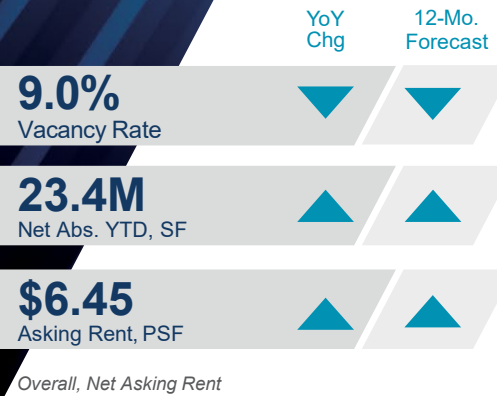 YoY 12-Mo.
Chg Forecast
9.0%
Vacancy Rate
23.4M
Net Abs. YTD, SF
$6.45
Asking Rent, PSF
Overall, Net Asking Rent